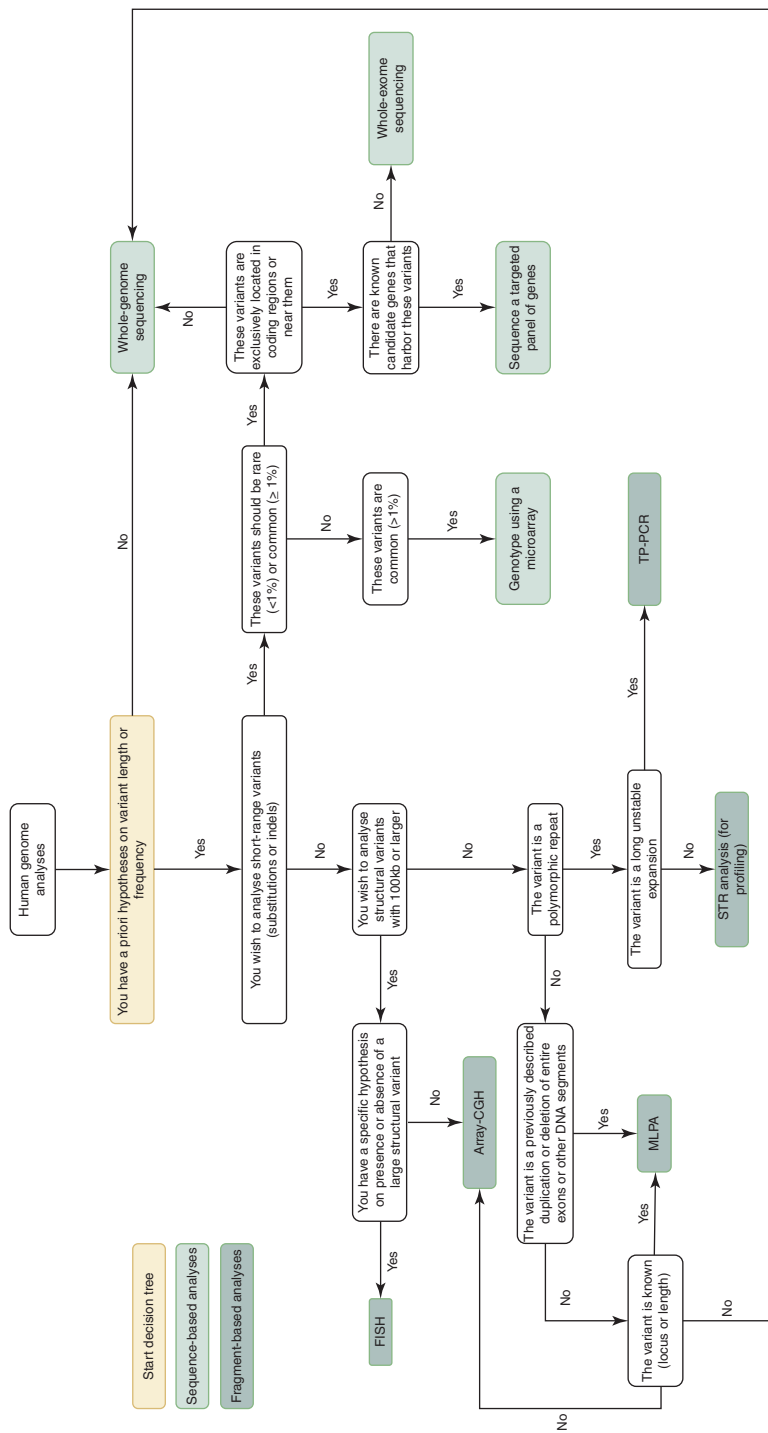 Human genome
analyses
You have a priori hypotheses on variant length or
frequency
No
Whole-genome
sequencing
Yes
You wish to analyse short-range variants
(substitutions or indels)
Yes
These variants should be rare
(<1%) or common (≥ 1%)
Yes
These variants are
exclusively located in
coding regions or
near them
No
Yes
There are known
candidate genes that
harbor these variants
No
Whole-exome
sequencing
Yes
Sequence a targeted
panel of genes
No
These variants are
common (>1%)
Yes
Genotype using a
microarray
No
You wish to analyse
structural variants
with 100kb or larger
Yes
You have a specific hypothesis
on presence or absence of a
large structural variant
Yes
FISH
No
Array-CGH
No
The variant is a
polymorphic repeat
Yes
The variant is a long unstable
expansion
Yes
TP-PCR
No
STR analysis (for
profiling)
No
The variant is a previously described
duplication or deletion of entire
exons or other DNA segments
Yes
MLPA
No
The variant is known
(locus or length)
Yes
No
No
Start decision tree
Sequence-based analyses
Fragment-based analyses